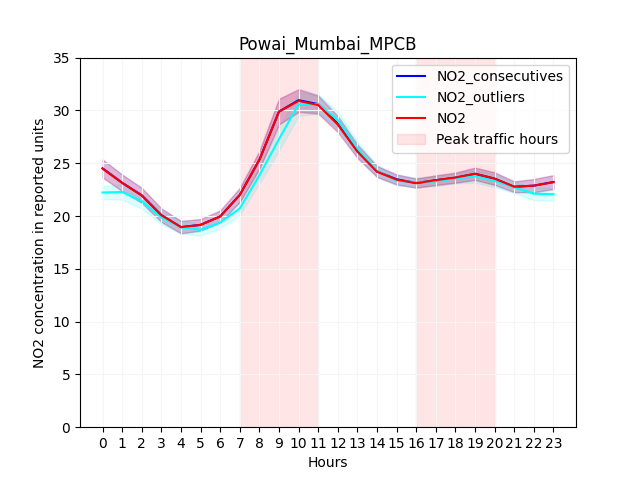 Powai_Mumbai_MPCB
NO2 concentration in reported units
35
30
25
20
15
10
5
0
NO2_consecutives
NO2_outliers
NO2
Peak traffic hours
0 1 2 3 4 5 6 7 8 9 10 11 12 13 14 15 16 17 18 19 20 21 22 23
Hours